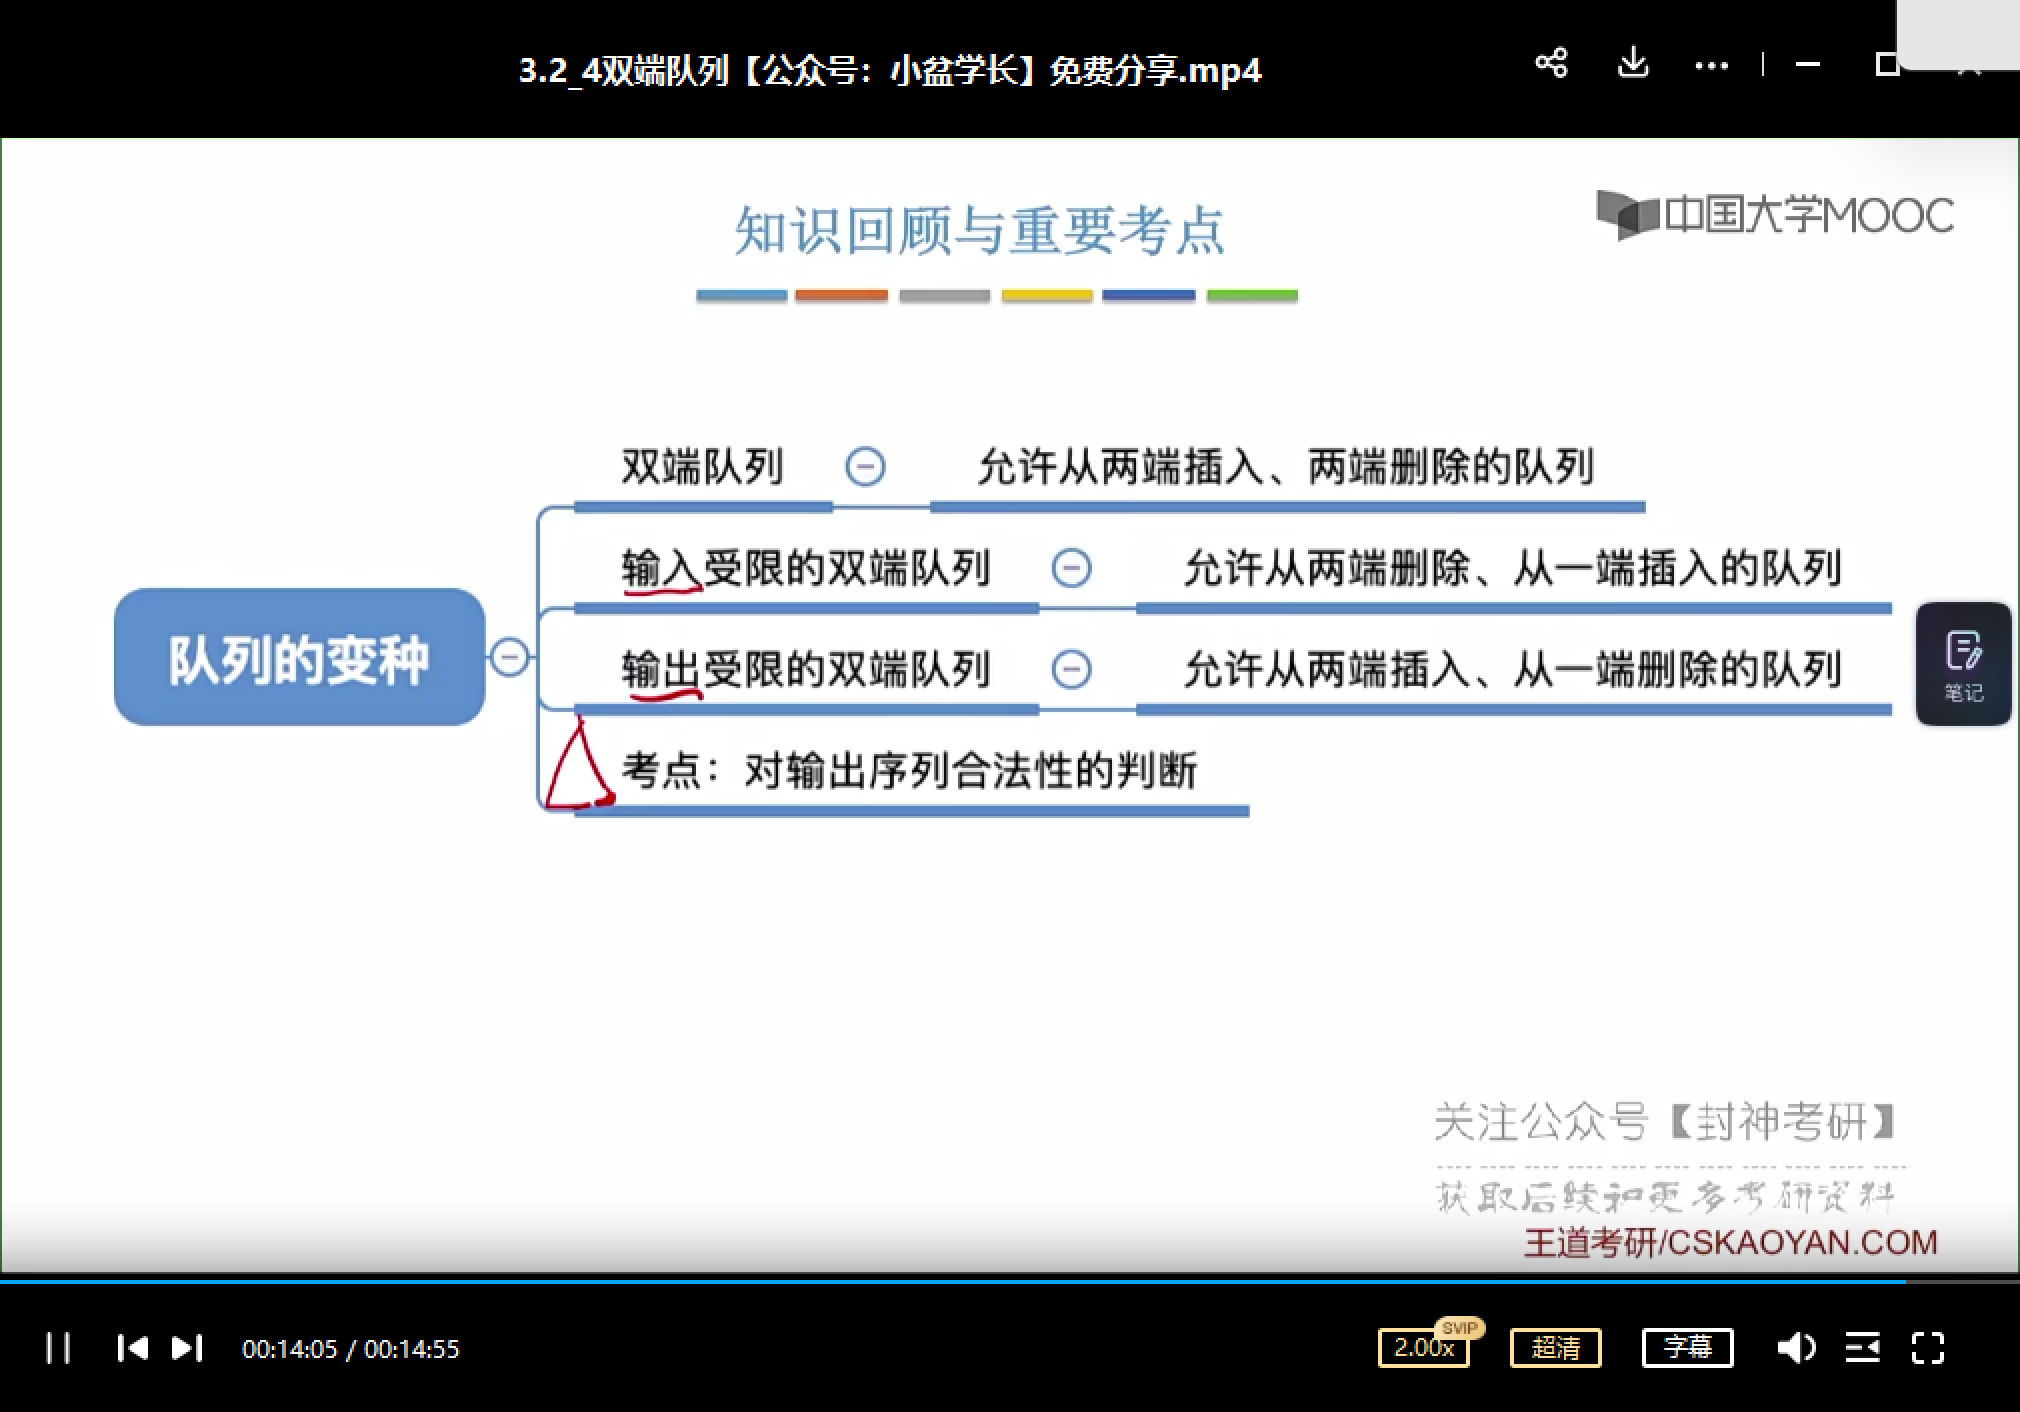 3.2_4双端队列【公众号：小盆学长】免费分享.mp4
中国大学MOOC
知识回顾与重要考点
双端队列
允许从两端插入、两端删除的队列
输入受限的双端队列
允许从两端删除、从一端插入的队列
队列的变种
输出受限的双端队列
允许从两端插入、从一端删除的队列
笔记
考点：对输出序列合法性的判断
关注公众号【封神考研】
获取后续和更多考研资料
王道考研/CSKAOYAN.COM
00:14:05 / 00:14:55
SVIP
2.00x
超清
字幕